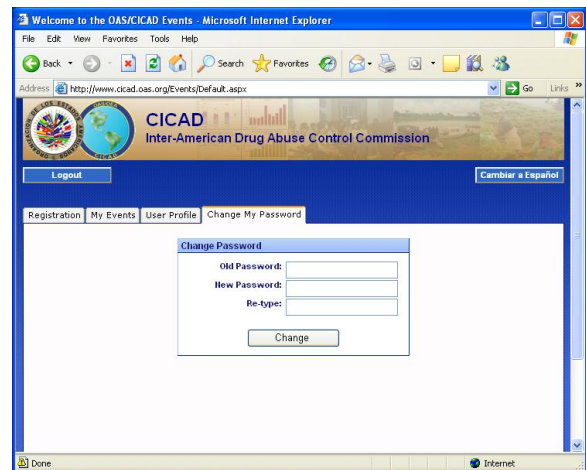 Welcome to the OAS/CICAD Events - Microsoft Internet Explorer
File Edit View Favorites Tools Help
Back Search Favorites
Address http://www.cicad.oas.org/Events/Default.aspx Go Links »
CICAD
Inter-American Drug Abuse Control Commission
Logout Cambiar a Español
Registration My Events User Profile Change My Password
Change Password
Old Password:
New Password:
Re-type:
Change
Done Internet